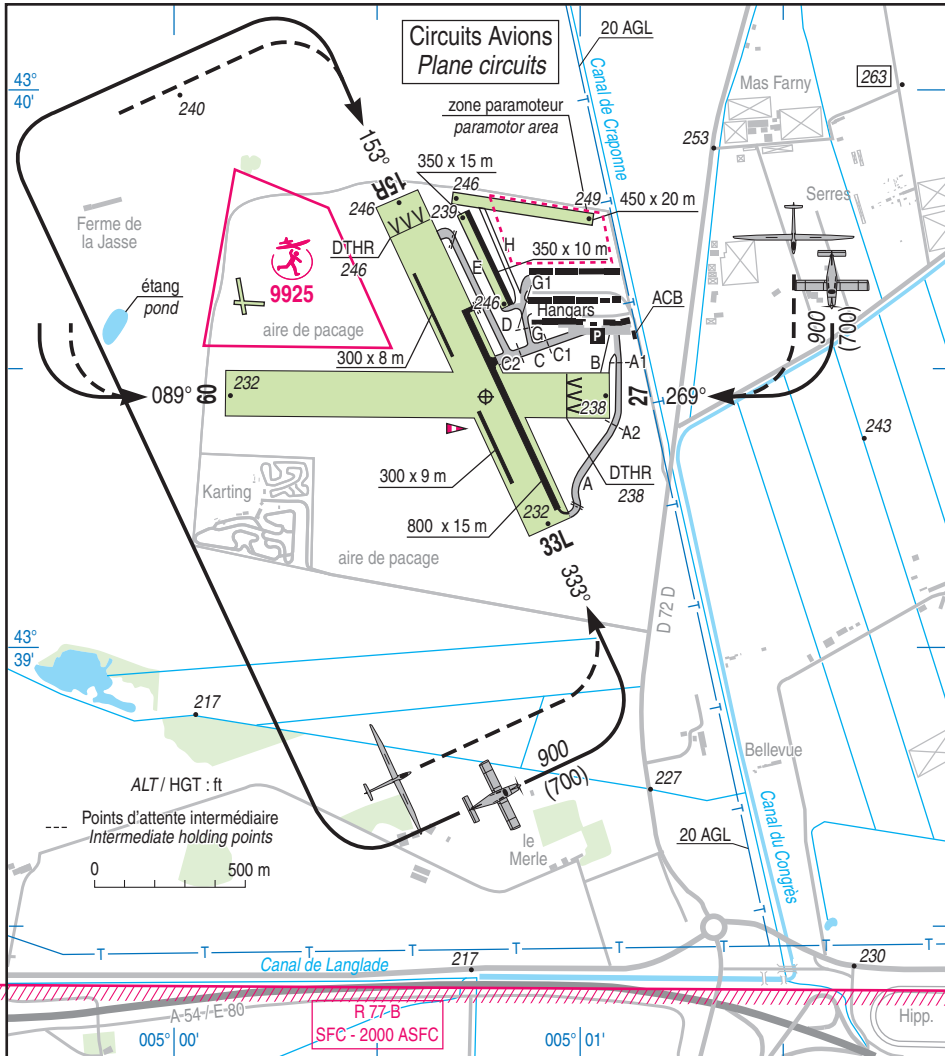 Circuits Avions
Plane circuits
20 AGL
Canal de Craponne
43°
40'
240
Mas Farny
263
zone paramoteur
paramotor area
253
153°
350 x 15 m
15R
246
246
249
450 x 20 m
Serres
239
Ferme de
la Jasse
DTHR
246
H
350 x 10 m
9925
E
G1
étang
pond
246
Hangars
ACB
900
(700)
aire de pacage
D
G
P
300 x 8 m
C2
C
C1
B
A1
089°
09
232
238
27
269°
243
A2
300 x 9 m
DTHR
238
Karting
A
232
800 x 15 m
33L
aire de pacage
333°
D 72 D
43°
39'
217
900
(700)
Bellevue
ALT / HGT : ft
227
Points d'attente intermédiaire
Intermediate holding points
0
500 m
le
Merle
20 AGL
Canal du Congrès
T
T
T
T
T
T
T
T
Canal de Langlade
217
230
A 54 / E 80
R 77 B
SFC - 2000 ASFC
Hipp.
005° 00'
005° 01'